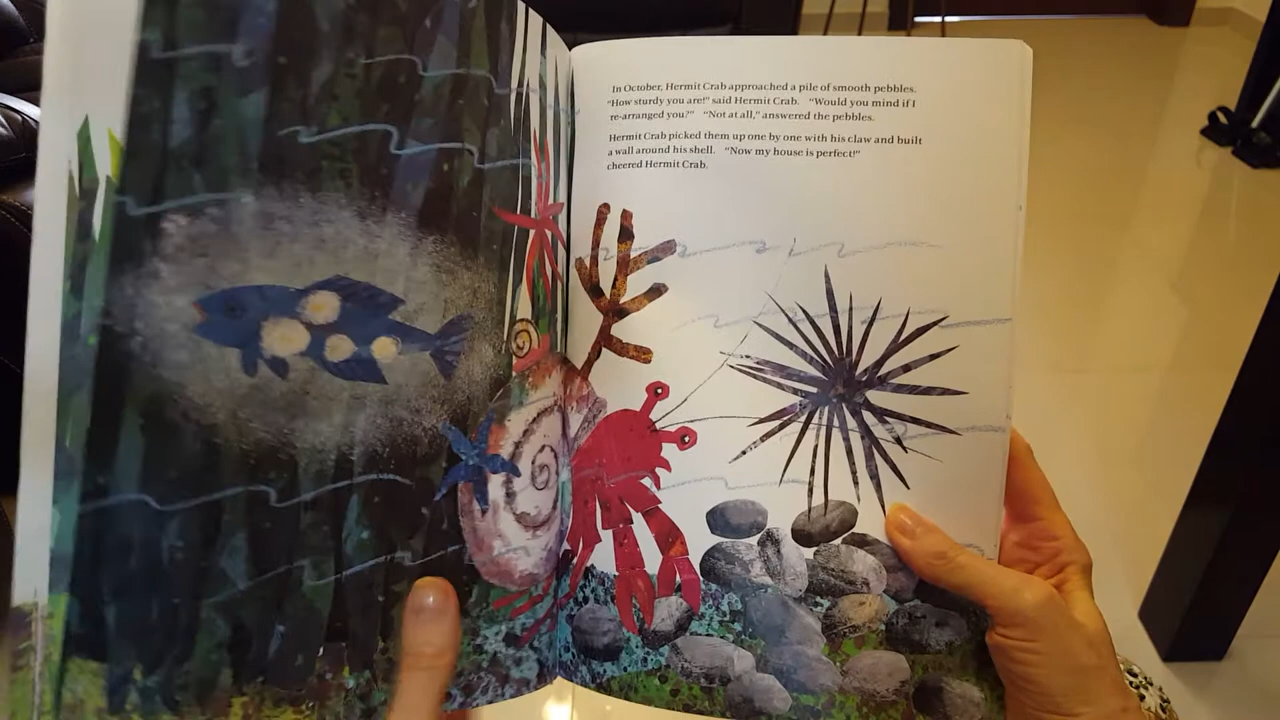 In October, Hermit Crab approached a pile of smooth pebbles.
"How sturdy you are!" said Hermit Crab. "Would you mind if I
re-arranged you?" "Not at all," answered the pebbles.
Hermit Crab picked them up one by one with his claw and built
a wall around his shell. "Now my house is perfect!"
cheered Hermit Crab.